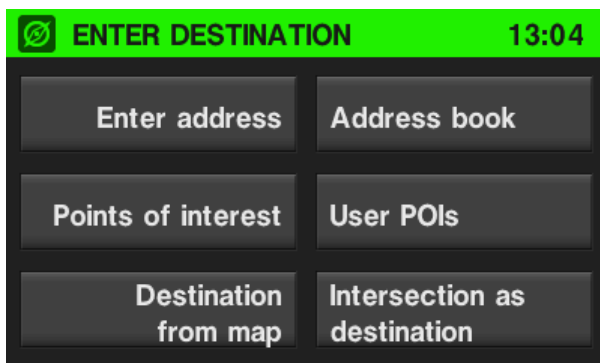 ENTER DESTINATION 13:04
Enter address
Address book
Points of interest
User POIs
Destination
from map
Intersection as
destination